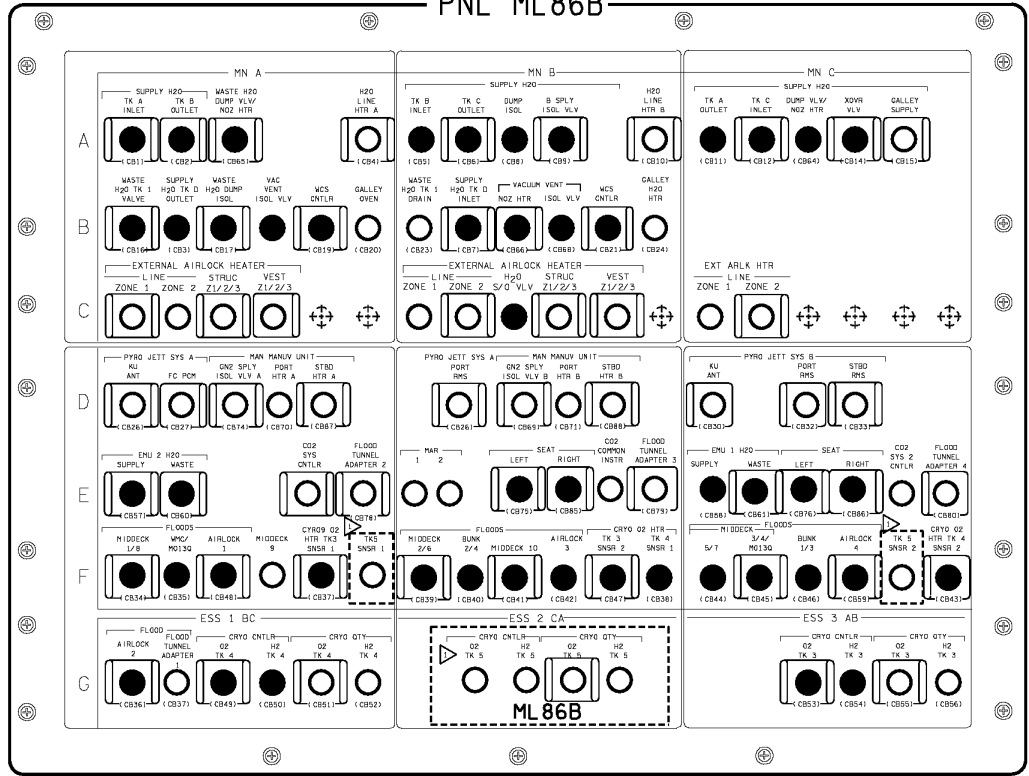 PNL ML86B
MN A
MN B
MN C
SUPPLY H2O
WASTE H2O
DUMP VLV/
NOZ HTR
TK A
INLET
TK B
OUTLET
H2O
LINE
HTR A
SUPPLY H2O
TK B
INLET
TK C
OUTLET
DUMP
ISOL
B SPLY
ISOL VLV
H2O
LINE
HTR B
SUPPLY H2O
TK A
OUTLET
TK C
INLET
DUMP VLV/
NOZ HTR
XOVR
VLV
GALLEY
SUPPLY
A
(CB1)
(CB2)
(CB65)
(CB4)
(CB5)
(CB6)
(CB8)
(CB9)
(CB10)
(CB11)
(CB12)
(CB64)
(CB14)
(CB15)
WASTE
H2O TK 1
VALVE
SUPPLY
H2O TK D
OUTLET
WASTE
H2O DUMP
ISOL
VAC
VENT
ISOL VLV
WCS
CNTLR
GALLEY
OVEN
WASTE
H2O TK 1
DRAIN
SUPPLY
H2O TK D
INLET
VACUUM VENT
NOZ HTR
ISOL VLV
WCS
CNTLR
GALLEY
H2O
HTR
B
(CB16)
(CB3)
(CB17)
(CB19)
(CB20)
(CB23)
(CB7)
(CB66)
(CB68)
(CB21)
(CB24)
EXTERNAL AIRLOCK HEATER
LINE
ZONE 1
ZONE 2
STRUC
Z1/2/3
VEST
Z1/2/3
EXTERNAL AIRLOCK HEATER
LINE
ZONE 1
ZONE 2
H2O
S/O VLV
STRUC
Z1/2/3
VEST
Z1/2/3
EXT ARLK HTR
LINE
ZONE 1
ZONE 2
C
PYRO JETT SYS A
KU
ANT
FC PCM
MAN MANUV UNIT
GN2 SPLY
ISOL VLV A
PORT
HTR A
STBD
HTR A
PYRO JETT SYS A
PORT
RMS
MAN MANUV UNIT
GN2 SPLY
ISOL VLV B
PORT
HTR B
STBD
HTR B
PYRO JETT SYS B
KU
ANT
PORT
RMS
STBD
RMS
D
(CB26)
(CB27)
(CB74)
(CB70)
(CB87)
(CB26)
(CB69)
(CB71)
(CB88)
(CB30)
(CB32)
(CB33)
EMU 2 H2O
SUPPLY
WASTE
CO2
SYS
CNTLR
FLOOD
TUNNEL
ADAPTER 2
MAR
1
2
SEAT
LEFT
RIGHT
CO2
COMMON
INSTR
FLOOD
TUNNEL
ADAPTER 3
EMU 1 H2O
SUPPLY
WASTE
SEAT
LEFT
RIGHT
CO2
SYS 2
CNTLR
FLOOD
TUNNEL
ADAPTER 4
E
(CB57)
(CB60)
(CB78)
(CB75)
(CB85)
(CB79)
(CB58)
(CB61)
(CB76)
(CB86)
(CB80)
FLOODS
MIDDECK
1/8
WMC/
MO13Q
AIRLOCK
1
MIDDECK
9
CYRO9 O2
HTR TK3
SNSR 1
1
TK5
SNSR 1
FLOODS
MIDDECK
2/6
BUNK
2/4
MIDDECK 10
AIRLOCK
3
CRYO O2 HTR
TK 3
SNSR 2
TK 4
SNSR 1
FLOODS
MIDDECK
5/7
3/4/
MO13Q
BUNK
1/3
AIRLOCK
4
1
TK 5
SNSR 2
CRYO O2
HTR TK 4
SNSR 2
F
(CB34)
(CB35)
(CB48)
(CB37)
(CB39)
(CB40)
(CB41)
(CB42)
(CB47)
(CB38)
(CB44)
(CB45)
(CB46)
(CB59)
(CB43)
ESS 1 BC
ESS 2 CA
ESS 3 AB
FLOOD
AIRLOCK
2
FLOOD
TUNNEL
ADAPTER
1
CRYO CNTLR
O2
TK 4
H2
TK 4
CRYO QTY
O2
TK 4
H2
TK 4
1
CRYO CNTLR
O2
TK 5
H2
TK 5
CRYO QTY
O2
TK 5
H2
TK 5
CRYO CNTLR
O2
TK 3
H2
TK 3
CRYO QTY
O2
TK 3
H2
TK 3
G
(CB36)
(CB37)
(CB49)
(CB50)
(CB51)
(CB52)
ML86B
(CB53)
(CB54)
(CB55)
(CB56)